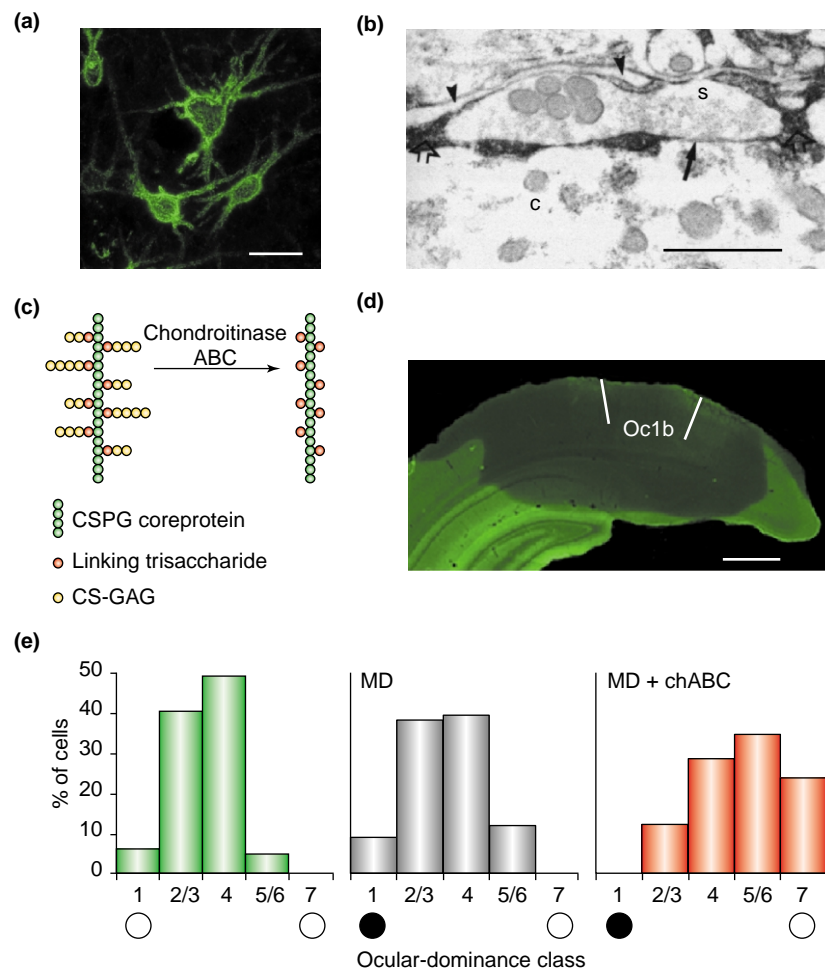 (a)
(b)
s
c
(c)
Chondroitinase
ABC
CSPG coreprotein
Linking trisaccharide
CS-GAG
(d)
Oc1b
(e)
% of cells
50
40
30
20
10
0
MD
MD + chABC
1 2/3 4 5/6 7
1 2/3 4 5/6 7
1 2/3 4 5/6 7
Ocular-dominance class